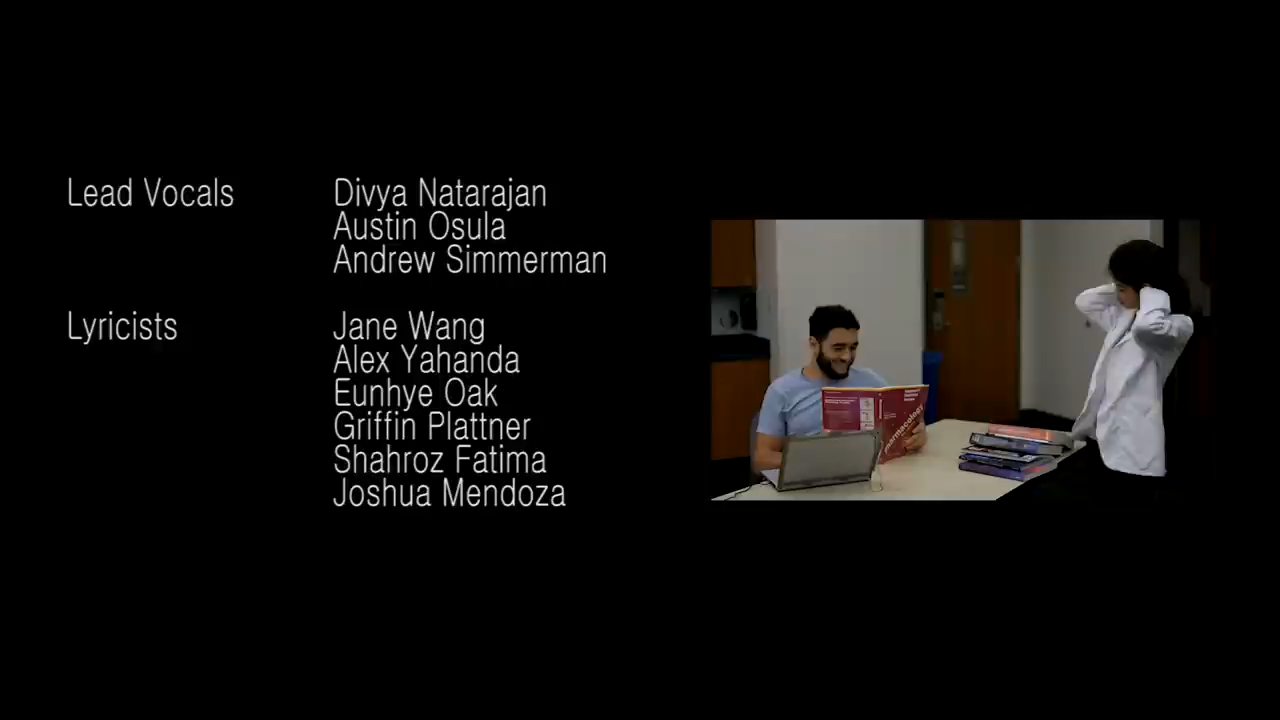 Lead Vocals
Divya Natarajan
Austin Osula
Andrew Simmerman
Lyricists
Jane Wang
Alex Yahanda
Eunhye Oak
Griffin Plattner
Shahroz Fatima
Joshua Mendoza
armacology